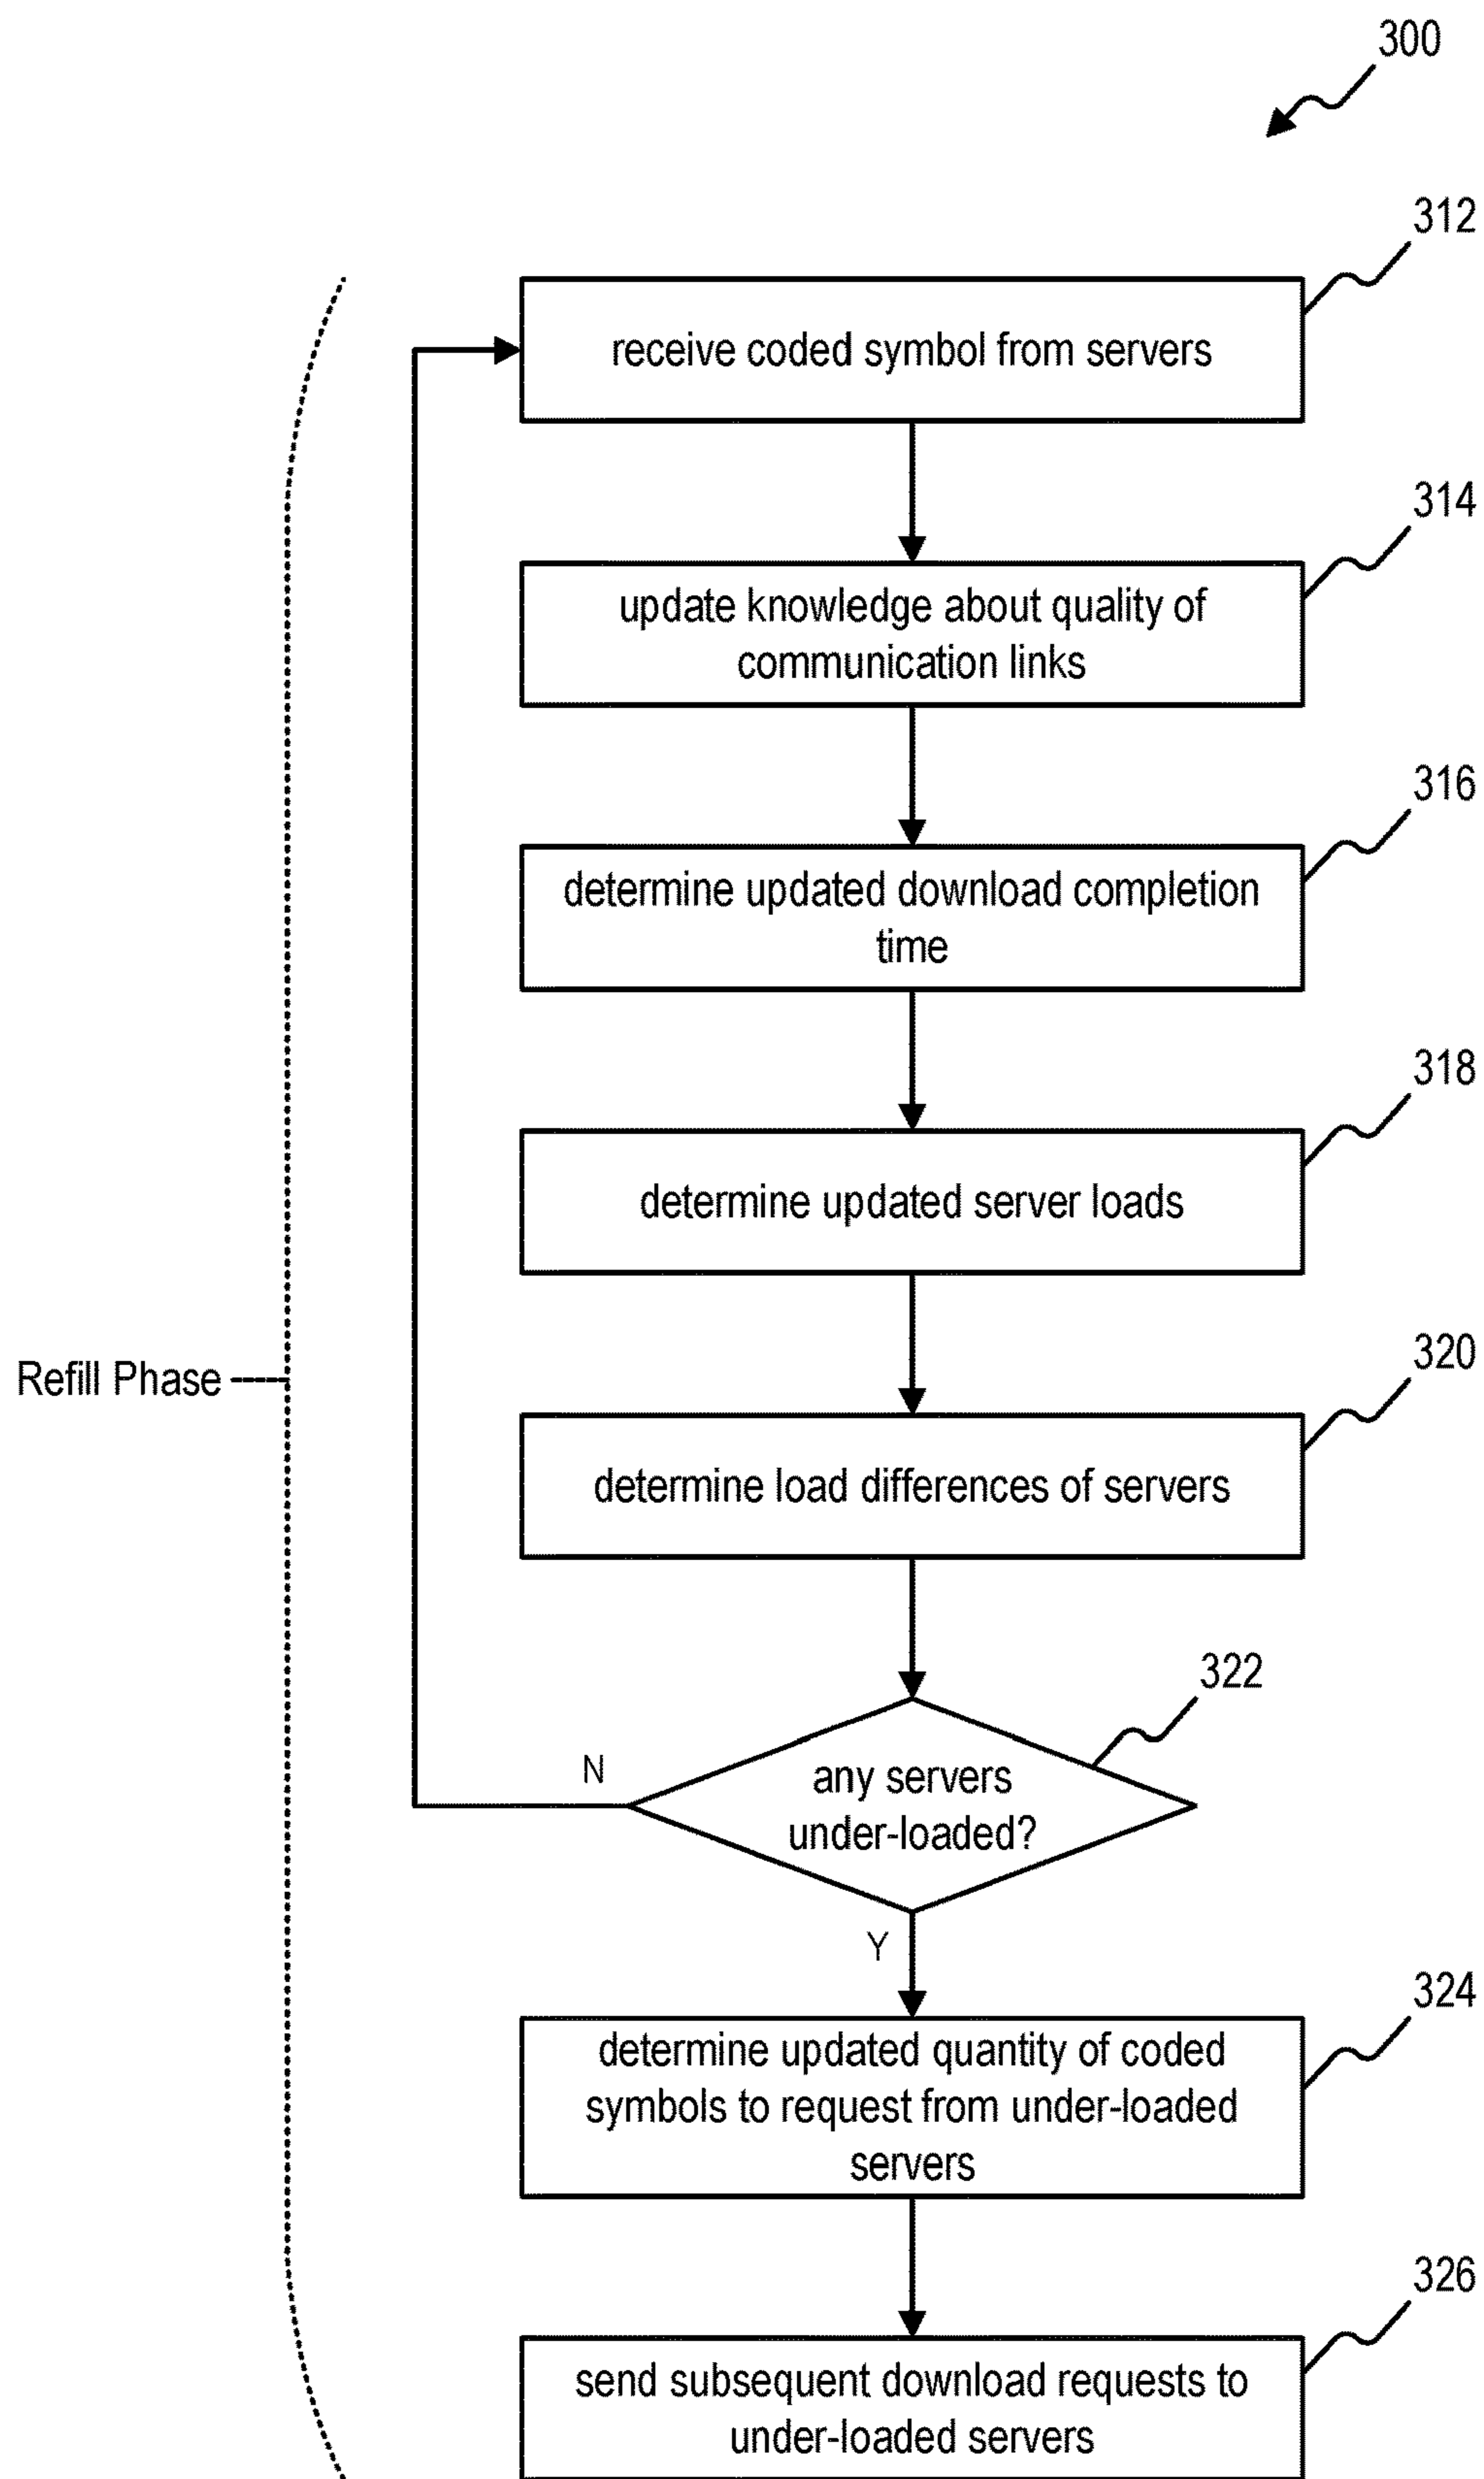 300
312
receive coded symbol from servers
314
update knowledge about quality of
communication links
316
determine updated download completion
time
318
determine updated server loads
320
Refill Phase
determine load differences of servers
322
N
any servers
under-loaded?
Y
324
determine updated quantity of coded
symbols to request from under-loaded
servers
326
send subsequent download requests to
under-loaded servers